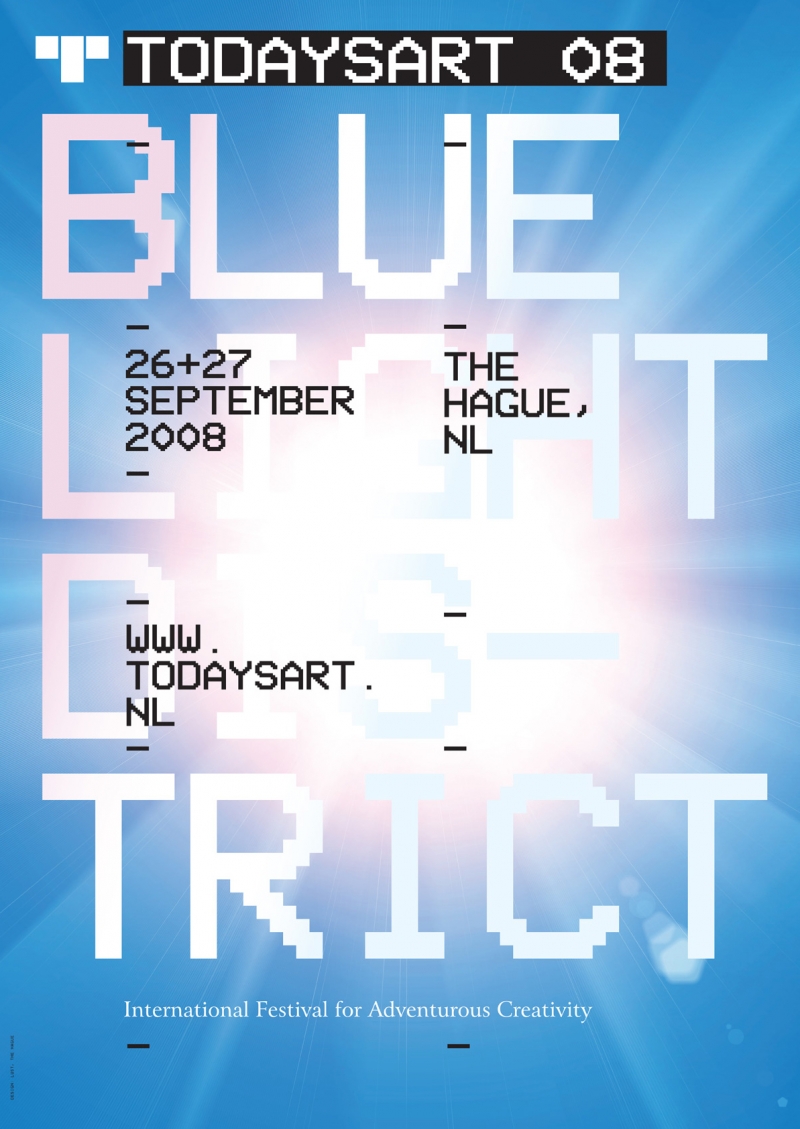 TODAYSART 08
BLUE
LIGHT
DIS-
TRICT
26+27
SEPTEMBER
2008
THE
HAGUE,
NL
WWW.
TODAYSART.
NL
International Festival for Adventurous Creativity